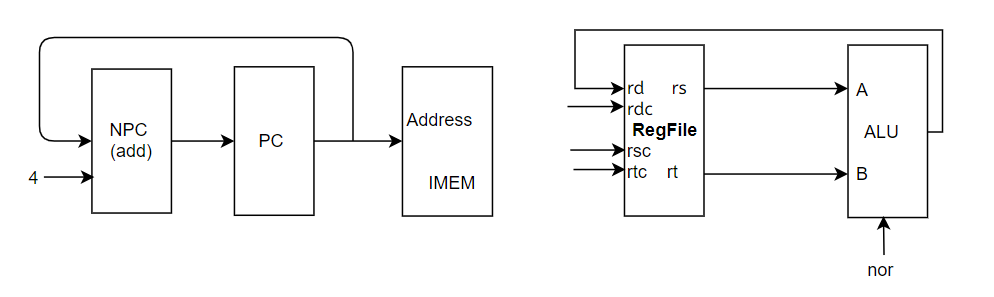 NPC
(add)
4
PC
Address
IMEM
rd rs
rdc
RegFile
rsc
rtc rt
A
ALU
B
nor